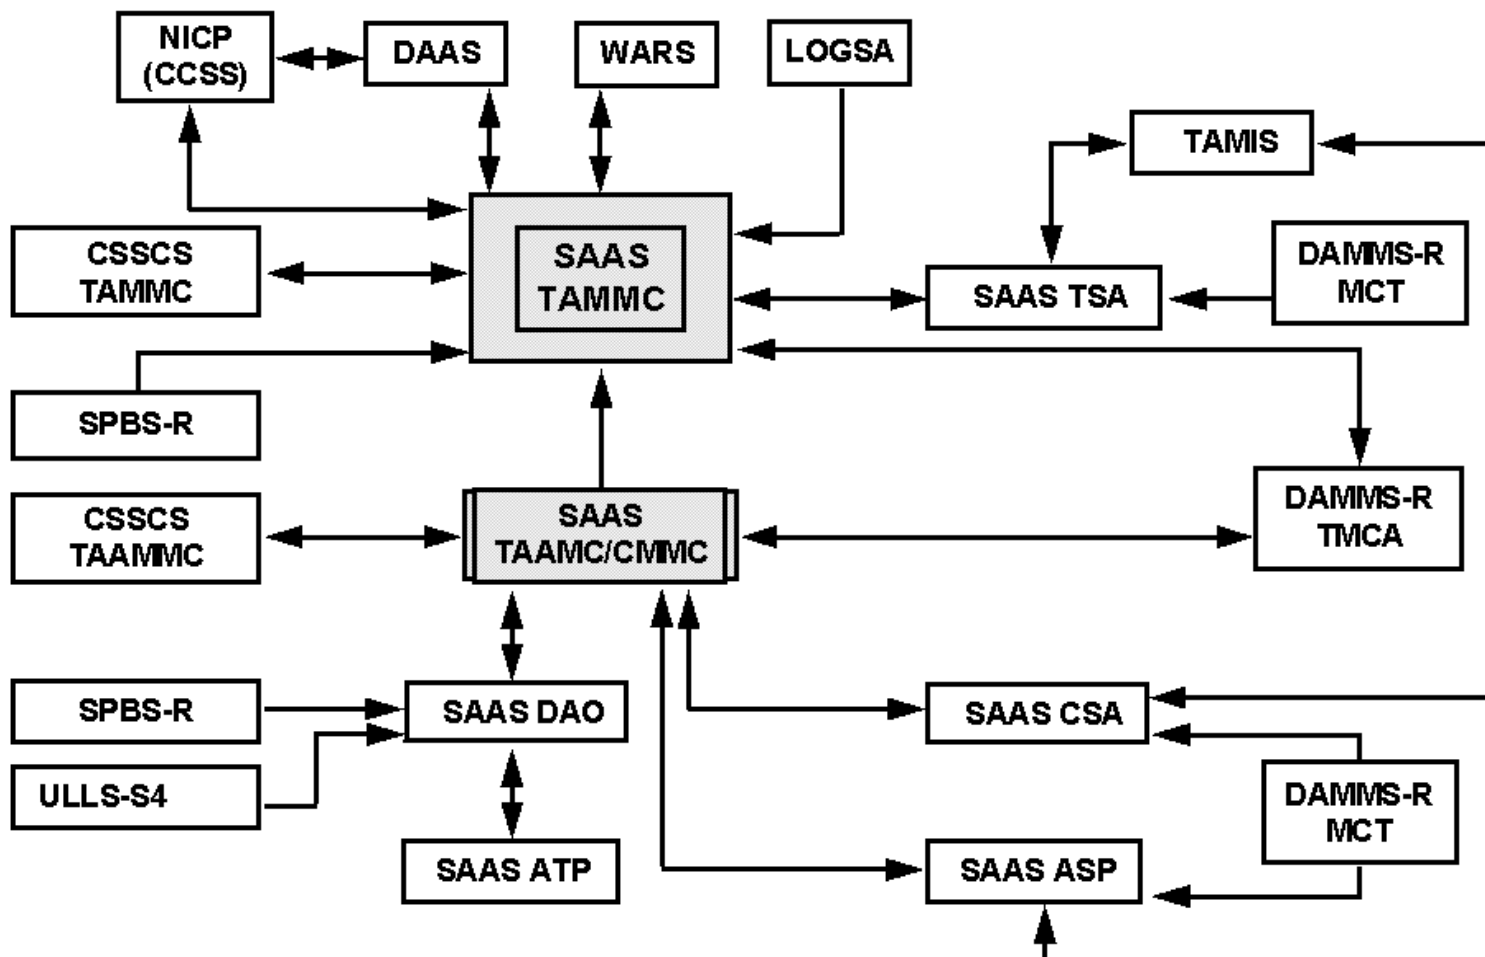 NICP
(CCSS)
DAAS
WARS
LOGSA
TAMIS
CSSCS
TAMMC
SAAS
TAMMC
SAAS TSA
DAMMS-R
MCT
SPBS-R
CSSCS
TAAMMC
SAAS
TAAMC/CMMC
DAMMS-R
TMCA
SPBS-R
SAAS DAO
SAAS CSA
ULLS-S4
DAMMS-R
MCT
SAAS ATP
SAAS ASP